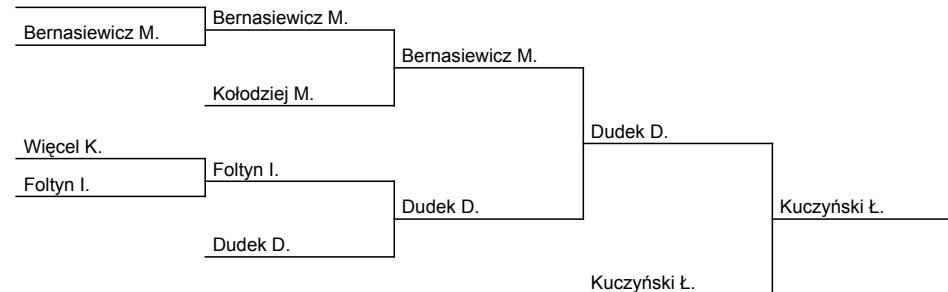 Bernasiewicz M.
Bernasiewicz M.
Bernasiewicz M.
Kołodziej M.
Dudek D.
Więcel K.
Foltyn I.
Foltyn I.
Dudek D.
Kuczyński Ł.
Dudek D.
Kuczyński Ł.